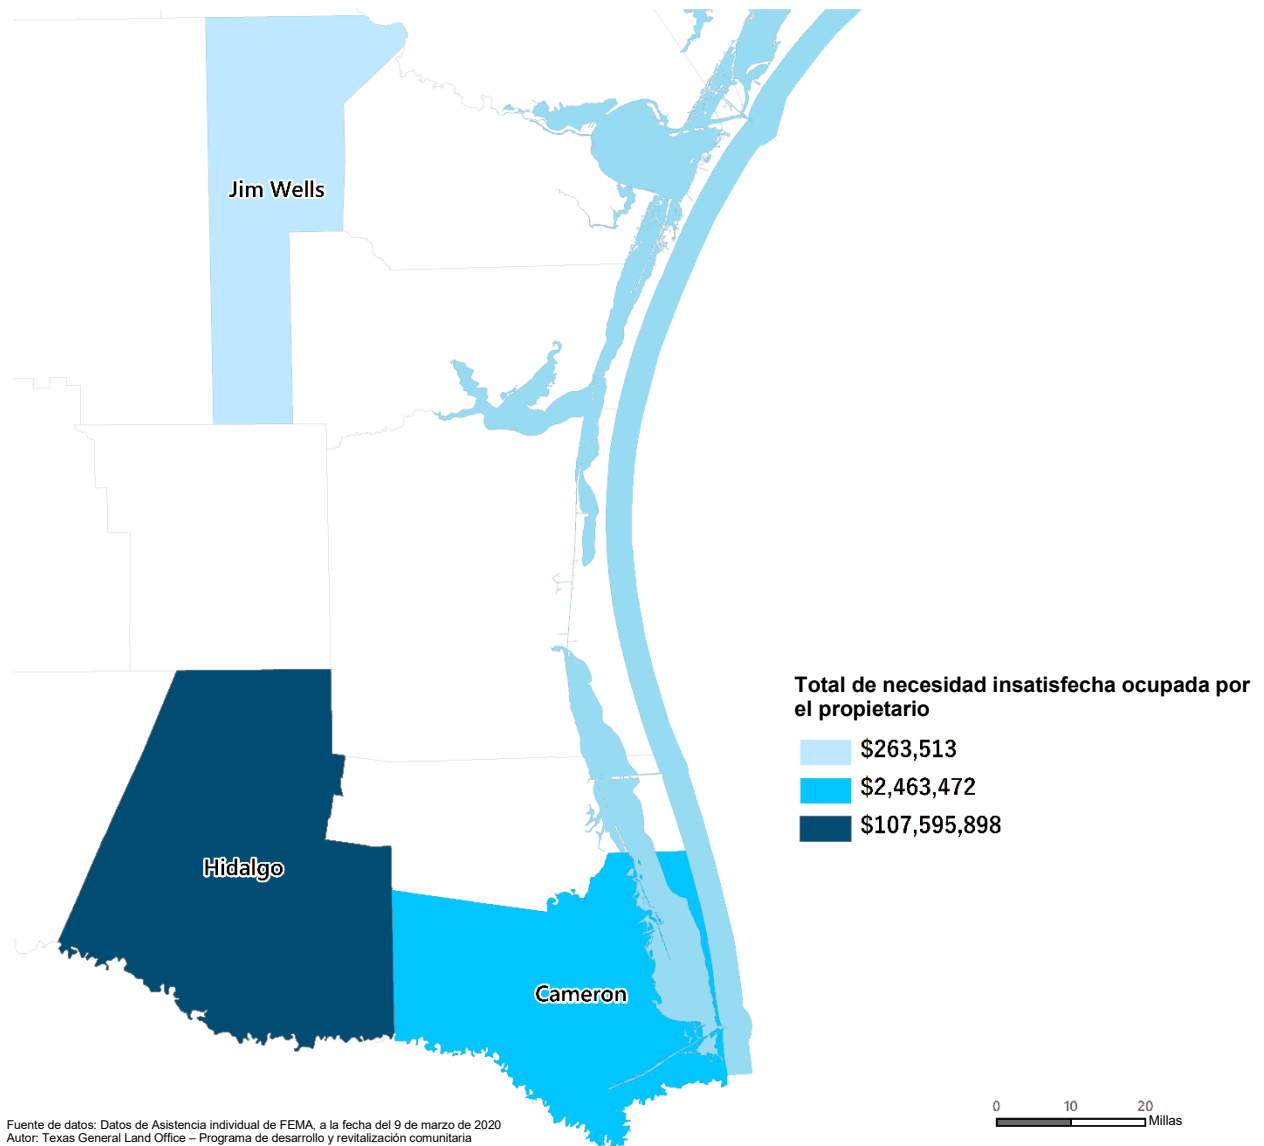 Jim Wells
Total de necesidad insatisfecha ocupada por
el propietario
$263,513
$2,463,472
$107,595,898
Hidalgo
Cameron
0 10 20
Millas
Fuente de datos: Datos de Asistencia individual de FEMA, a la fecha del 9 de marzo de 2020
Autor: Texas General Land Office – Programa de desarrollo y revitalización comunitaria